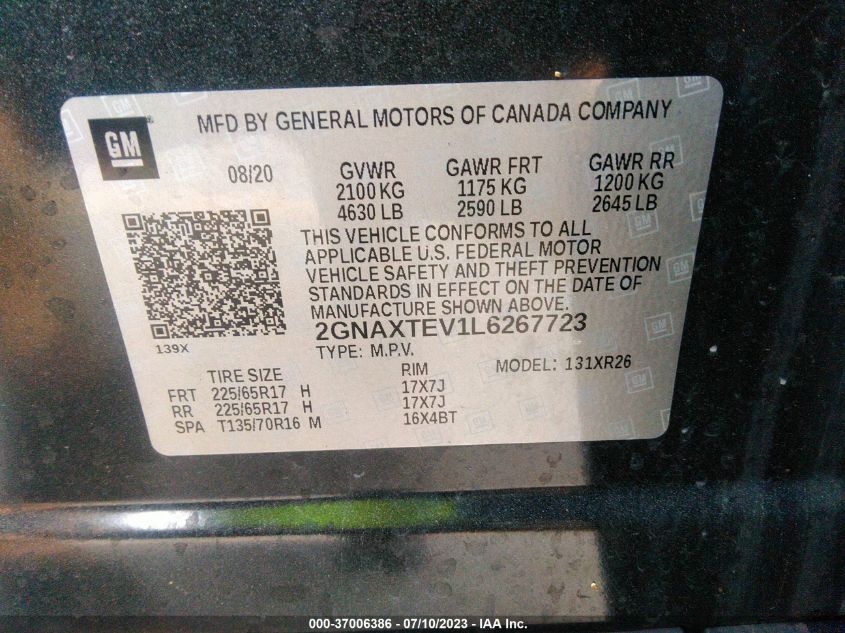 GM
MFD BY GENERAL MOTORS OF CANADA COMPANY
08/20 GVWR GAWR FRT GAWR RR
2100 KG 1175 KG 1200 KG
4630 LB 2590 LB 2645 LB
THIS VEHICLE CONFORMS TO ALL
APPLICABLE U.S. FEDERAL MOTOR
VEHICLE SAFETY AND THEFT PREVENTION
STANDARDS IN EFFECT ON THE DATE OF
MANUFACTURE SHOWN ABOVE.
2GNAXTEV1L6267723
139X
TYPE: M.P.V. MODEL: 131XR26
TIRE SIZE RIM
FRT 225/65R17 H 17X7J
RR 225/65R17 H 17X7J
SPA T135/70R16 M 16X4BT
000-37006386 - 07/10/2023 - IAA Inc.